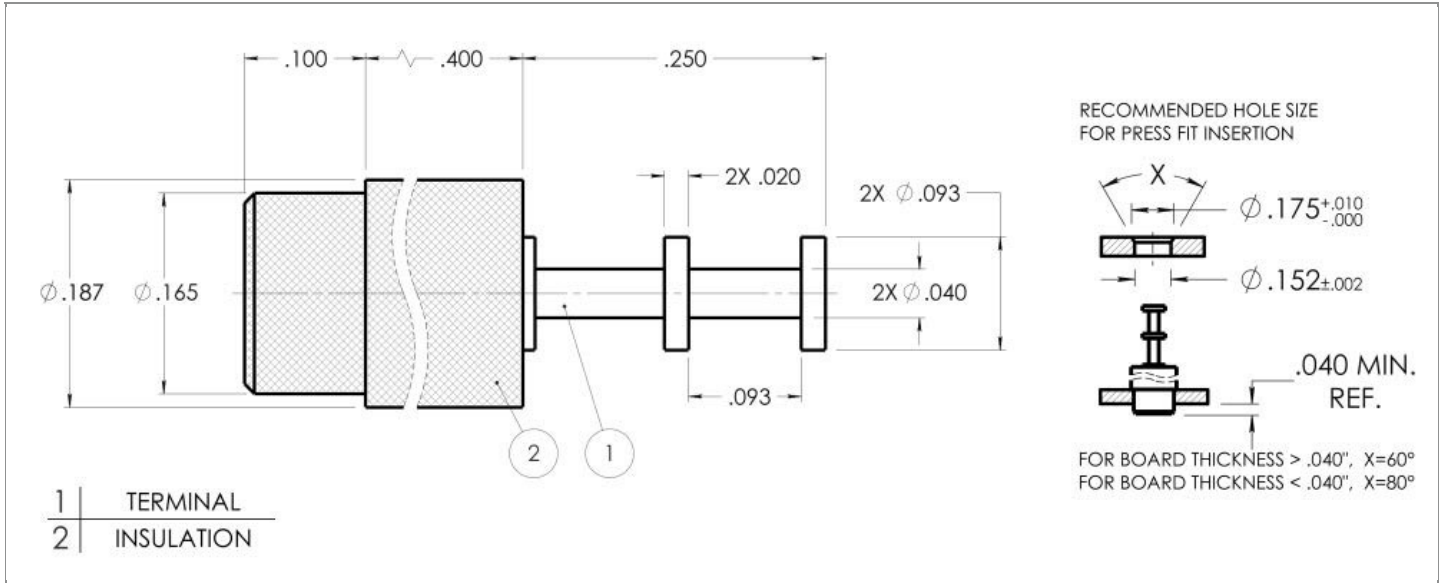 .100
.400
.250
2X .020
2X ∅ .093
∅ .187
∅ .165
2X ∅ .040
.093
2
1
1 TERMINAL
2 INSULATION
RECOMMENDED HOLE SIZE
FOR PRESS FIT INSERTION
X
∅ .175 +.010
-.000
∅ .152 ±.002
.040 MIN.
REF.
FOR BOARD THICKNESS > .040", X=60°
FOR BOARD THICKNESS < .040", X=80°